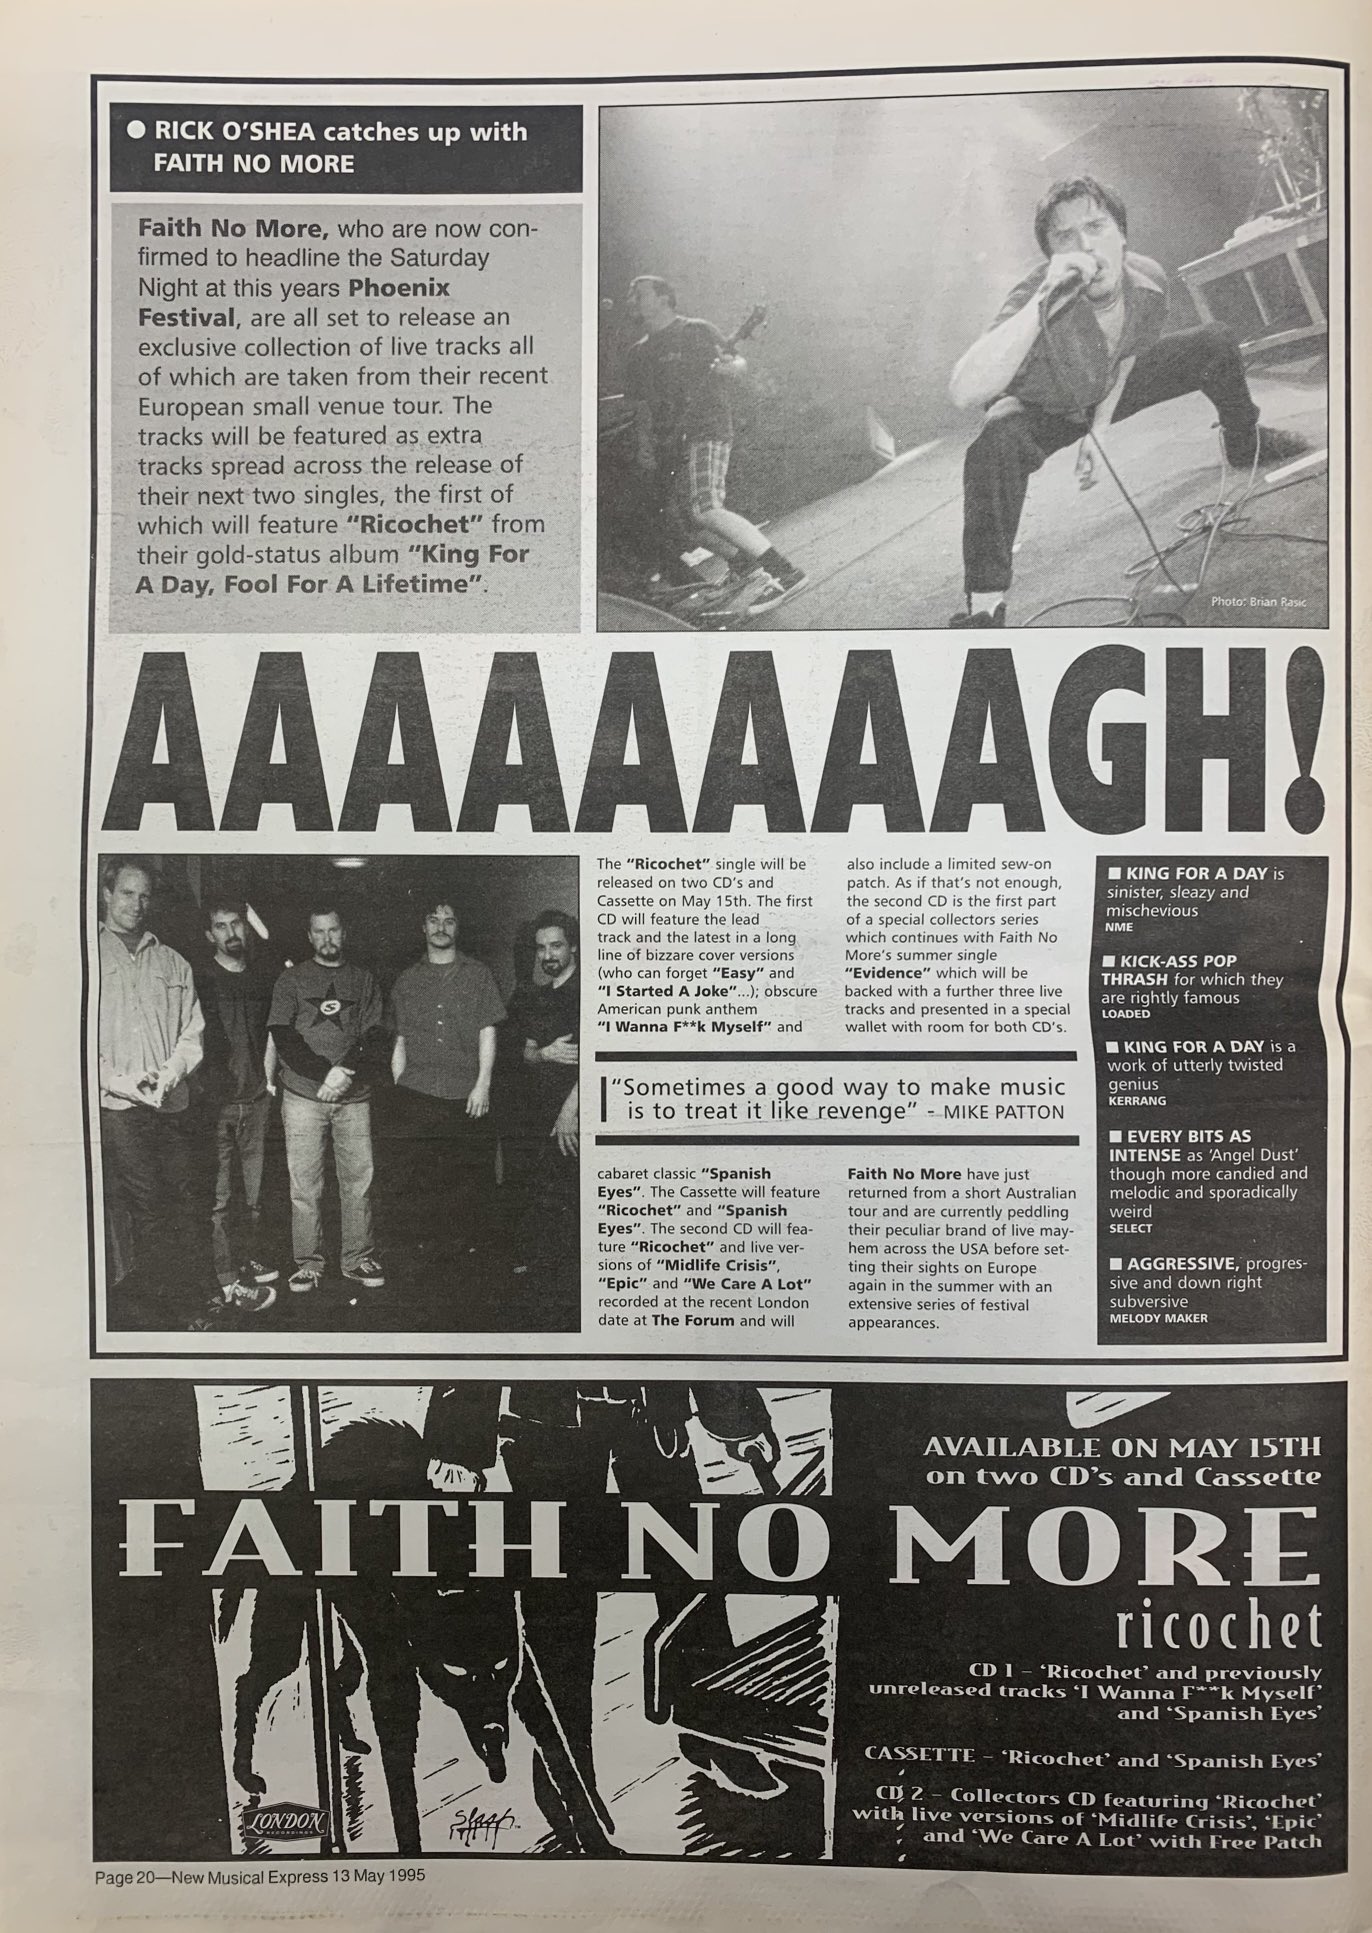 ● RICK O'SHEA catches up with
FAITH NO MORE
Faith No More, who are now con-
firmed to headline the Saturday
Night at this years Phoenix
Festival, are all set to release an
exclusive collection of live tracks all
of which are taken from their recent
European small venue tour. The
tracks will be featured as extra
tracks spread across the release of
their next two singles, the first of
which will feature “Ricochet” from
their gold-status album “King For
A Day, Fool For A Lifetime”.
Photo: Brian Rasic
AAAAAAAAGH!
The “Ricochet” single will be
released on two CD's and
Cassette on May 15th. The first
CD will feature the lead
track and the latest in a long
line of bizzare cover versions
(who can forget “Easy” and
“I Started A Joke”...); obscure
American punk anthem
“I Wanna F**k Myself” and
cabaret classic “Spanish
Eyes”. The Cassette will feature
“Ricochet” and “Spanish
Eyes”. The second CD will fea-
ture “Ricochet” and live ver-
sions of “Midlife Crisis”,
“Epic” and “We Care A Lot”
recorded at the recent London
date at The Forum and will
also include a limited sew-on
patch. As if that's not enough,
the second CD is the first part
of a special collectors series
which continues with Faith No
More's summer single
“Evidence” which will be
backed with a further three live
tracks and presented in a special
wallet with room for both CD's.
“Sometimes a good way to make music
is to treat it like revenge” - MIKE PATTON
Faith No More have just
returned from a short Australian
tour and are currently peddling
their peculiar brand of live may-
hem across the USA before set-
ting their sights on Europe
again in the summer with an
extensive series of festival
appearances.
■ KING FOR A DAY is
sinister, sleazy and
mischevious
NME
■ KICK-ASS POP
THRASH for which they
are rightly famous
LOADED
■ KING FOR A DAY is a
work of utterly twisted
genius
KERRANG
■ EVERY BITS AS
INTENSE as ‘Angel Dust’
though more candied and
melodic and sporadically
weird
SELECT
■ AGGRESSIVE, progres-
sive and down right
subversive
MELODY MAKER
AVAILABLE ON MAY 15TH
on two CD's and Cassette
FAITH NO MORE
ricochet
CD 1 – ‘Ricochet’ and previously
unreleased tracks ‘I Wanna F**k Myself’
and ‘Spanish Eyes’
CASSETTE – ‘Ricochet’ and ‘Spanish Eyes’
CD 2 – Collectors CD featuring ‘Ricochet’
with live versions of ‘Midlife Crisis’, ‘Epic’
and ‘We Care A Lot’ with Free Patch
LONDON
RECORDINGS
Page 20—New Musical Express 13 May 1995